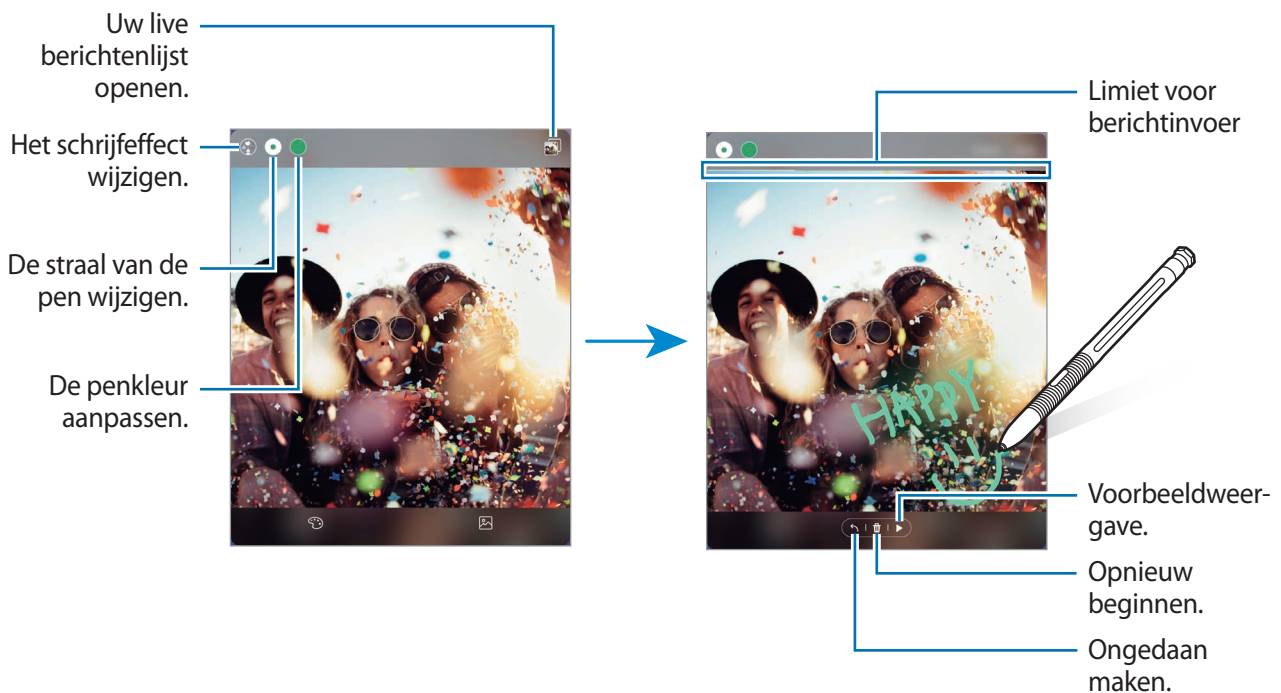 Uw live
berichtenlijst
openen.
Het schrijfeffect
wijzigen.
De straal van de
pen wijzigen.
De penkleur
aanpassen.
Limiet voor
berichtinvoer
HAPPY
Voorbeeldweer-
gave.
Opnieuw
beginnen.
Ongedaan
maken.